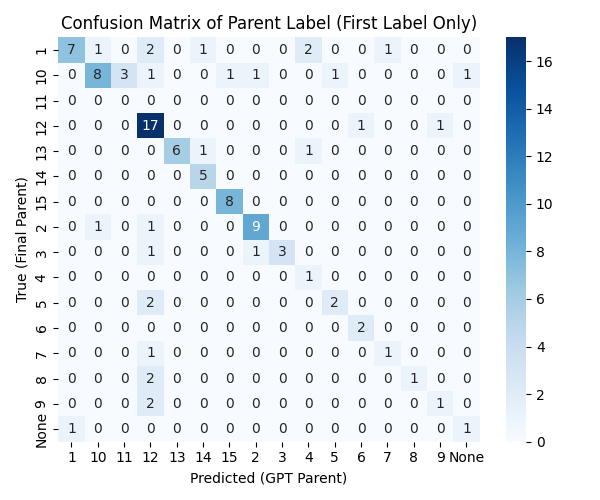 Confusion Matrix of Parent Label (First Label Only)
1 7 1 0 2 0 1 0 0 0 2 0 0 1 0 0 0
10 0 8 3 1 0 0 1 1 0 0 1 0 0 0 0 1
11 0 0 0 0 0 0 0 0 0 0 0 0 0 0 0 0
12 0 0 0 17 0 0 0 0 0 0 0 1 0 0 1 0
13 0 0 0 0 6 1 0 0 0 1 0 0 0 0 0 0
14 0 0 0 0 0 5 0 0 0 0 0 0 0 0 0 0
15 0 0 0 0 0 0 8 0 0 0 0 0 0 0 0 0
2 0 1 0 1 0 0 0 9 0 0 0 0 0 0 0 0
3 0 0 0 1 0 0 0 1 3 0 0 0 0 0 0 0
4 0 0 0 0 0 0 0 0 0 1 0 0 0 0 0 0
5 0 0 0 2 0 0 0 0 0 0 2 0 0 0 0 0
6 0 0 0 0 0 0 0 0 0 0 0 2 0 0 0 0
7 0 0 0 1 0 0 0 0 0 0 0 0 1 0 0 0
8 0 0 0 2 0 0 0 0 0 0 0 0 0 1 0 0
9 0 0 0 2 0 0 0 0 0 0 0 0 0 0 1 0
None 1 0 0 0 0 0 0 0 0 0 0 0 0 0 0 1
1 10 11 12 13 14 15 2 3 4 5 6 7 8 9 None
Predicted (GPT Parent)
True (Final Parent)
16
14
12
10
8
6
4
2
0